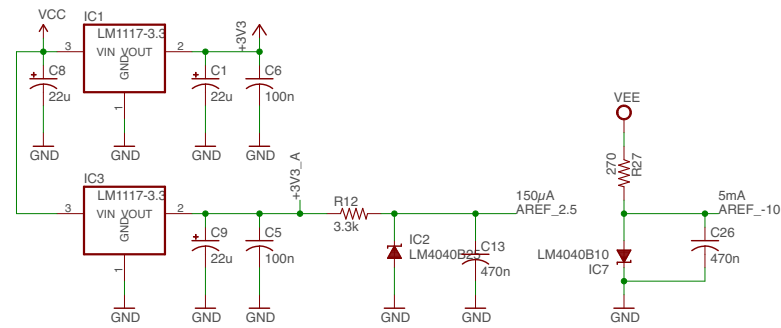 VCC
IC1
LM1117-3.3
3
VIN VOUT
2
GND
1
+3V3
C8
22u
C1
22u
C6
100n
GND
GND
GND
GND
IC3
LM1117-3.3
3
VIN VOUT
2
GND
1
+3V3_A
C9
22u
C5
100n
GND
GND
GND
R12
3.3k
150µA
AREF_2.5
IC2
LM4040B25
C13
470n
GND
GND
VEE
270
R27
5mA
AREF_-10
LM4040B10
IC7
C26
470n
GND